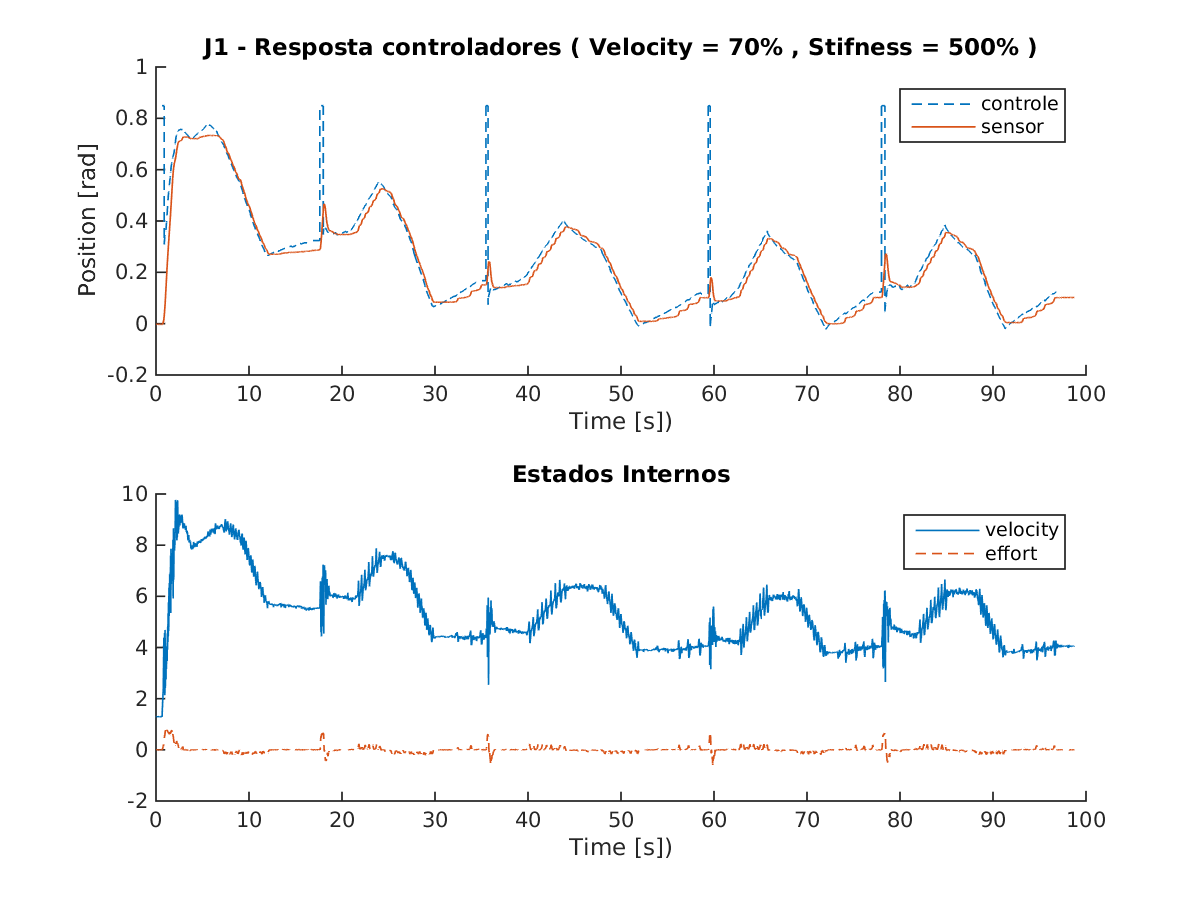 J1 - Resposta controladores ( Velocity = 70% , Stifness = 500% )
1
0.8
0.6
0.4
0.2
0
-0.2
Position [rad]
controle
sensor
0 10 20 30 40 50 60 70 80 90 100
Time [s])
Estados Internos
10
8
6
4
2
0
-2
velocity
effort
0 10 20 30 40 50 60 70 80 90 100
Time [s])